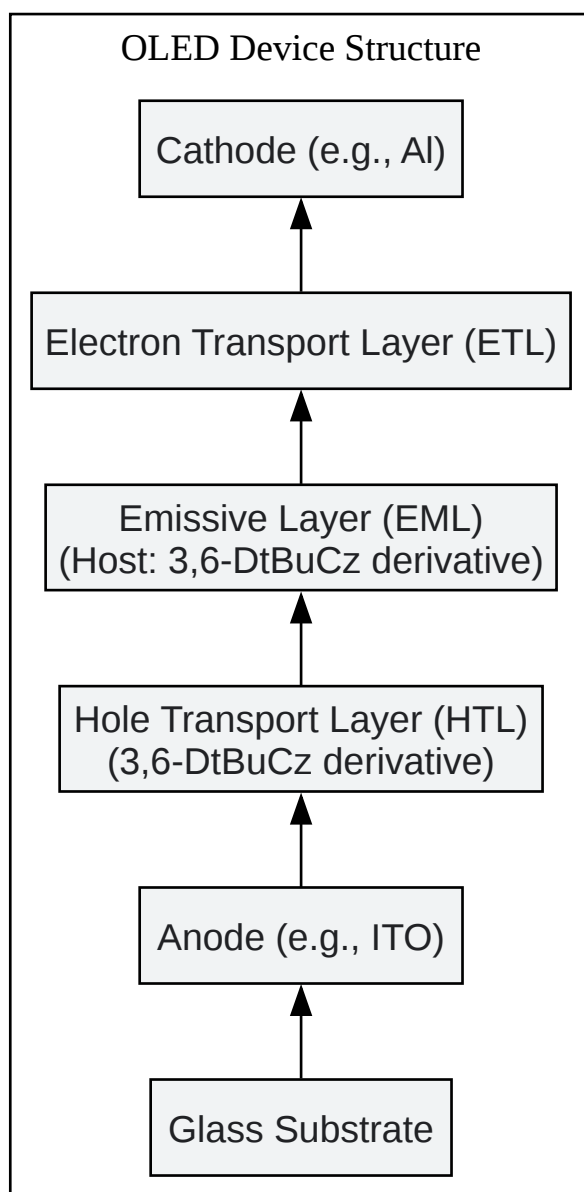 OLED Device Structure
Cathode (e.g., Al)
Electron Transport Layer (ETL)
Emissive Layer (EML)
(Host: 3,6-DtBuCz derivative)
Hole Transport Layer (HTL)
(3,6-DtBuCz derivative)
Anode (e.g., ITO)
Glass Substrate